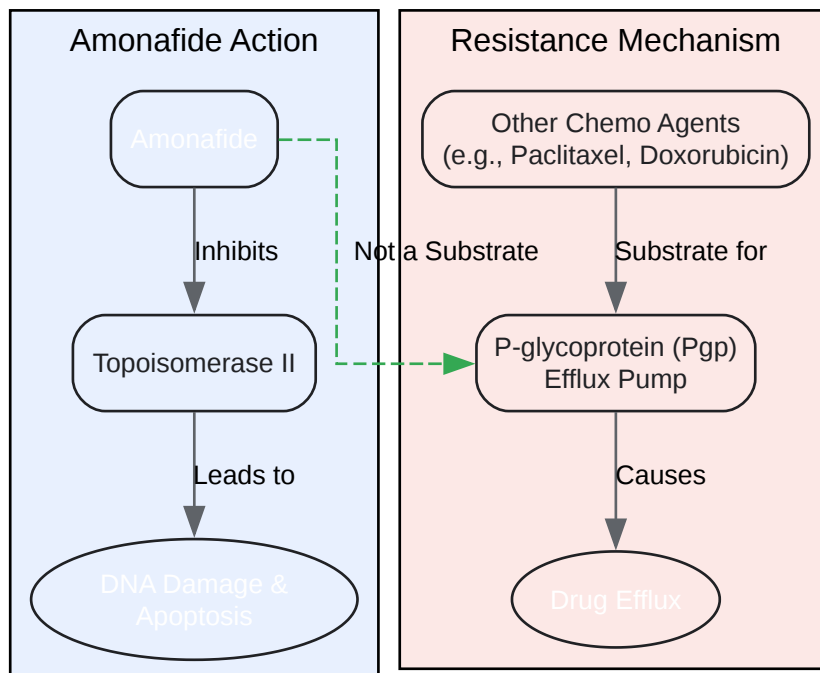 Amonafide Action
Amonafide
Inhibits
Topoisomerase II
Leads to
DNA Damage &
Apoptosis
Not a Substrate
Resistance Mechanism
Other Chemo Agents
(e.g., Paclitaxel, Doxorubicin)
Substrate for
P-glycoprotein (Pgp)
Efflux Pump
Causes
Drug Efflux